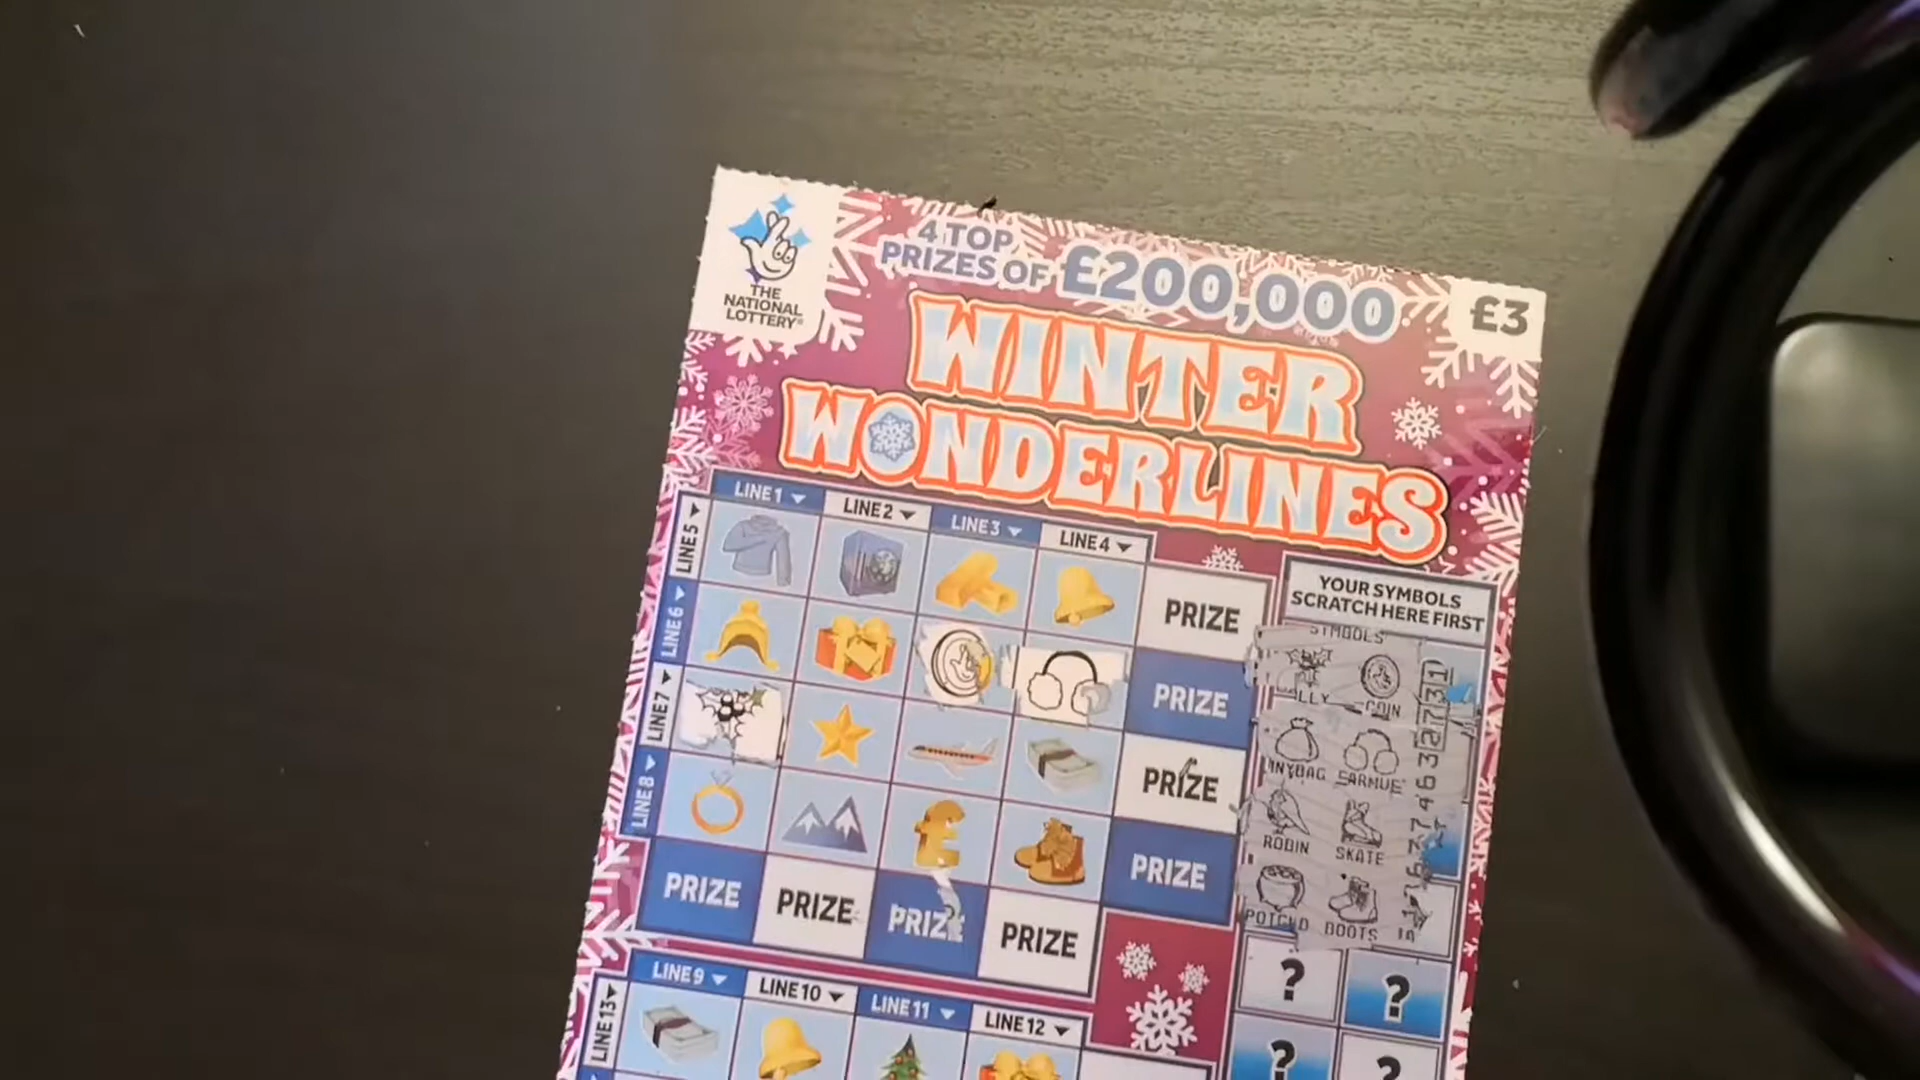 4 TOP
PRIZES OF £200,000
£3
THE
NATIONAL
LOTTERY®
WINTER
WONDERLINES
LINE 1
LINE 2
LINE 3
LINE 4
LINE 5
LINE 6
LINE 7
LINE 8
PRIZE
PRIZE
PRIZE
PRIZE
PRIZE
PRIZE
PRIZE
PRIZE
YOUR SYMBOLS
SCRATCH HERE FIRST
SYMBOLS
COIN
ROBIN
SKATE
BOOTS
LINE 9
LINE 10
LINE 11
LINE 12
LINE 13
?
?
?
?